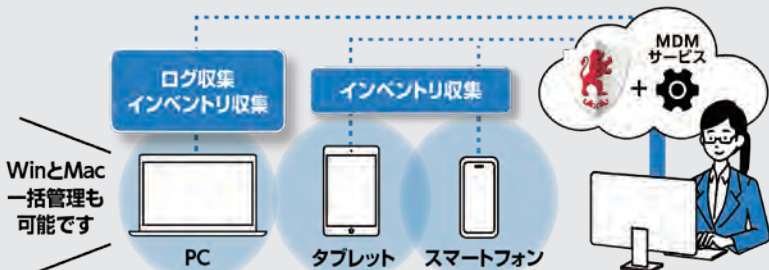 ログ収集
インベントリ収集
インベントリ収集
MDM
サービス
+
WinとMac
一括管理も
可能です
PC
タブレット
スマートフォン